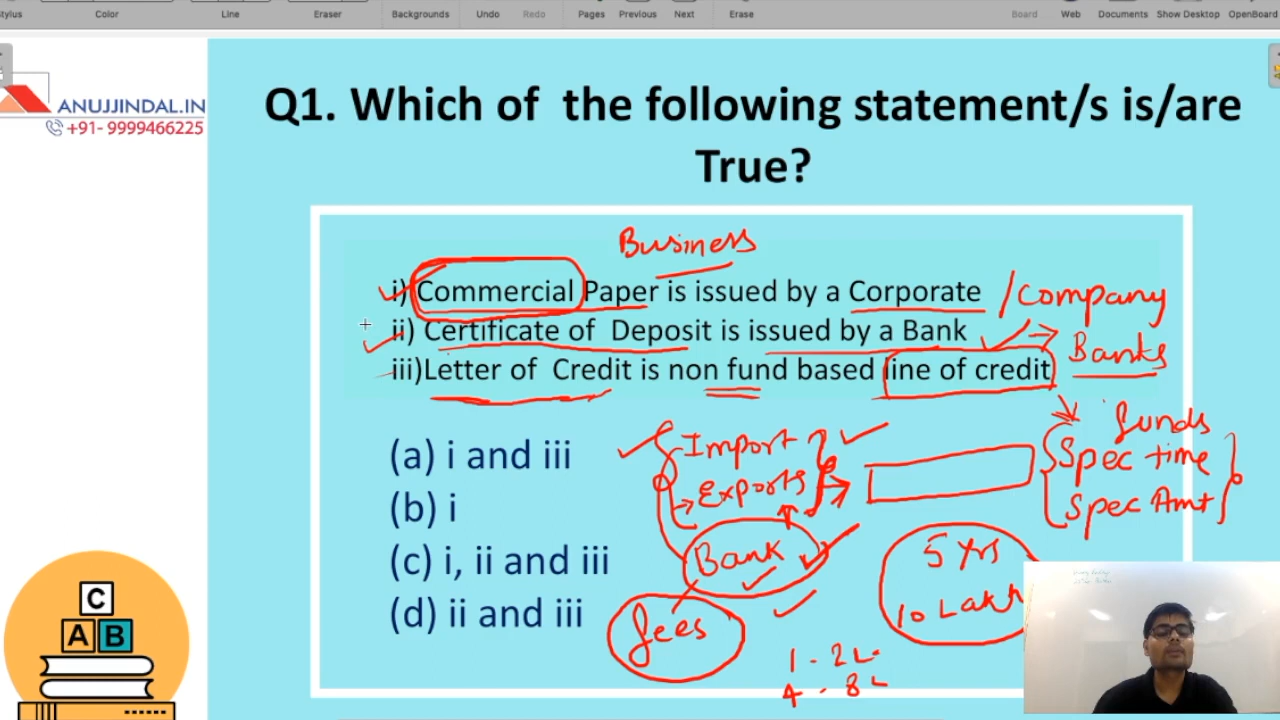 tylus Color Line Eraser Backgrounds Undo Redo Pages Previous Next Erase Board Web Documents Show Desktop OpenBoard
ANUJJINDAL.IN
+91- 9999466225
Q1. Which of the following statement/s is/are
True?
Business
i) Commercial Paper is issued by a Corporate /company
ii) Certificate of Deposit is issued by a Bank
Banks
iii)Letter of Credit is non fund based line of credit
funds
(a) i and iii
Import
Spec time
Exports
Spec Amt
(b) i
Bank
5 Yrs
(c) i, ii and iii
10 Lakh
(d) ii and iii
fees
1 - 2L
4 - 8L
C
A B